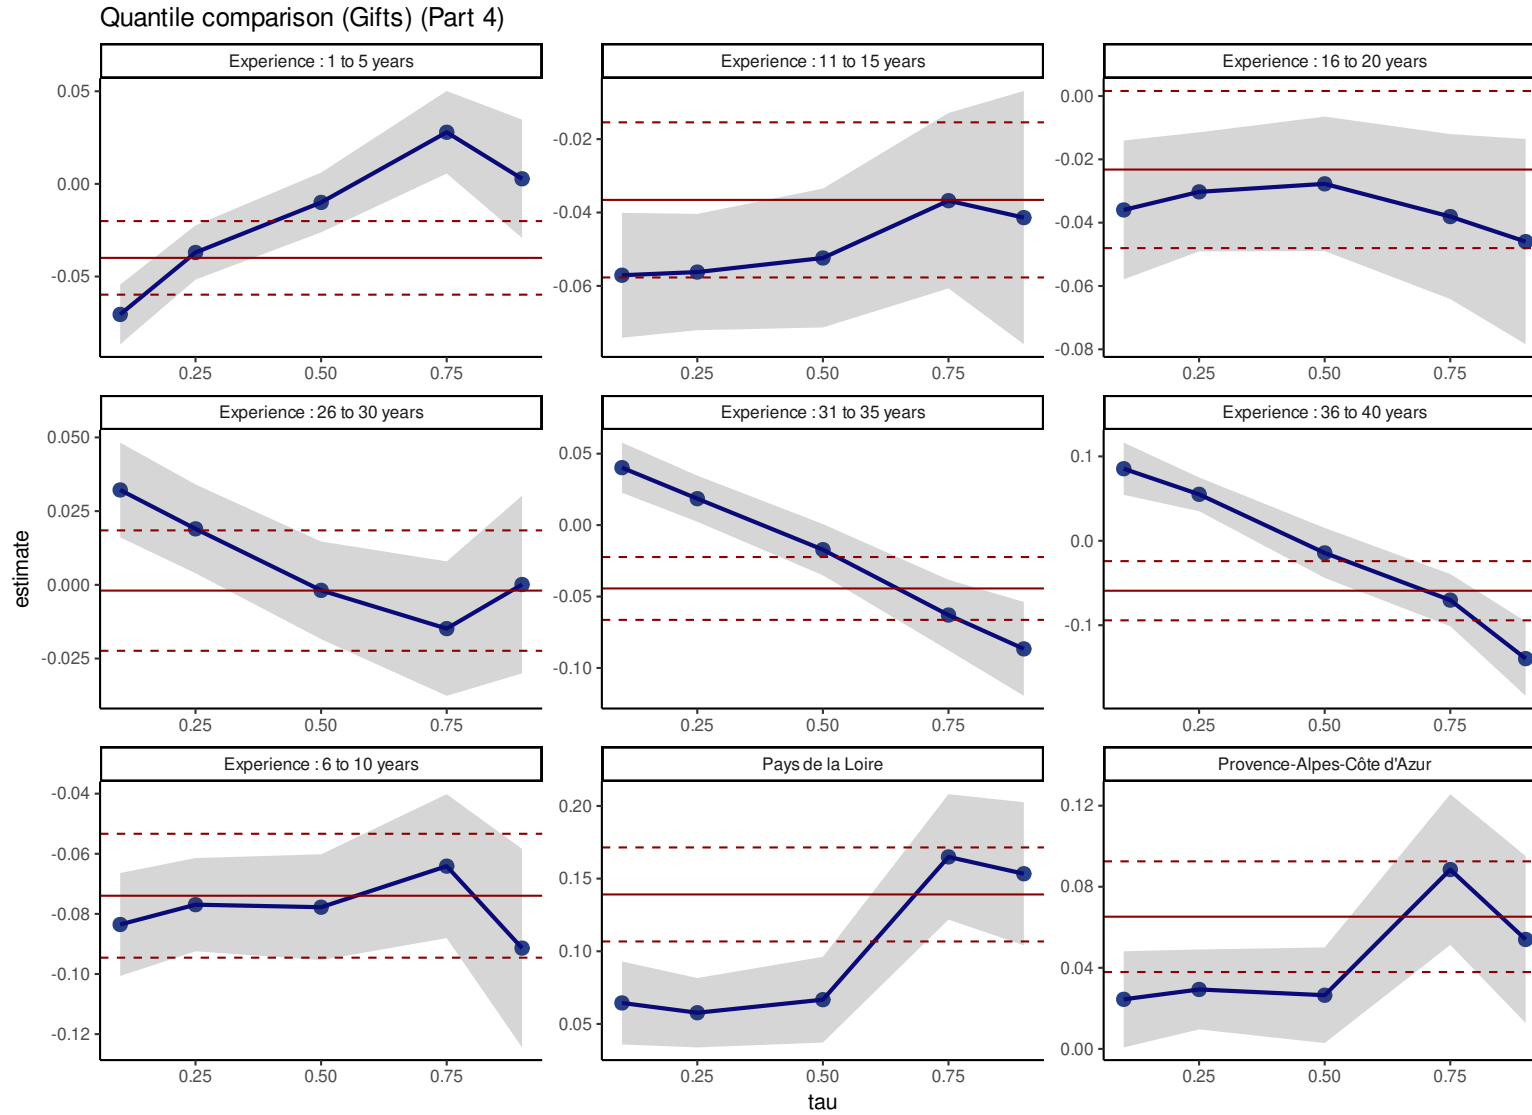 Quantile comparison (Gifts) (Part 4)
Experience : 1 to 5 years
Experience : 11 to 15 years
Experience : 16 to 20 years
0.05
0.00
-0.05
-0.02
-0.04
-0.06
0.00
-0.02
-0.04
-0.06
-0.08
0.25 0.50 0.75
0.25 0.50 0.75
0.25 0.50 0.75
Experience : 26 to 30 years
Experience : 31 to 35 years
Experience : 36 to 40 years
estimate
0.050
0.025
0.000
-0.025
0.05
0.00
-0.05
-0.10
0.1
0.0
-0.1
0.25 0.50 0.75
0.25 0.50 0.75
0.25 0.50 0.75
Experience : 6 to 10 years
Pays de la Loire
Provence-Alpes-Côte d'Azur
-0.04
-0.06
-0.08
-0.10
-0.12
0.20
0.15
0.10
0.05
0.12
0.08
0.04
0.00
0.25 0.50 0.75
0.25 0.50 0.75
0.25 0.50 0.75
tau